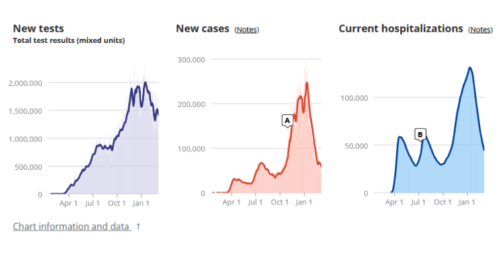 New tests
Total test results (mixed units)
2,000,000
1,500,000
1,000,000
500,000
0
Apr 1 Jul 1 Oct 1 Jan 1
New cases (Notes)
300,000
200,000
100,000
0
A
Apr 1 Jul 1 Oct 1 Jan 1
Current hospitalizations (Notes)
100,000
50,000
0
B
Apr 1 Jul 1 Oct 1 Jan 1
Chart information and data ↑